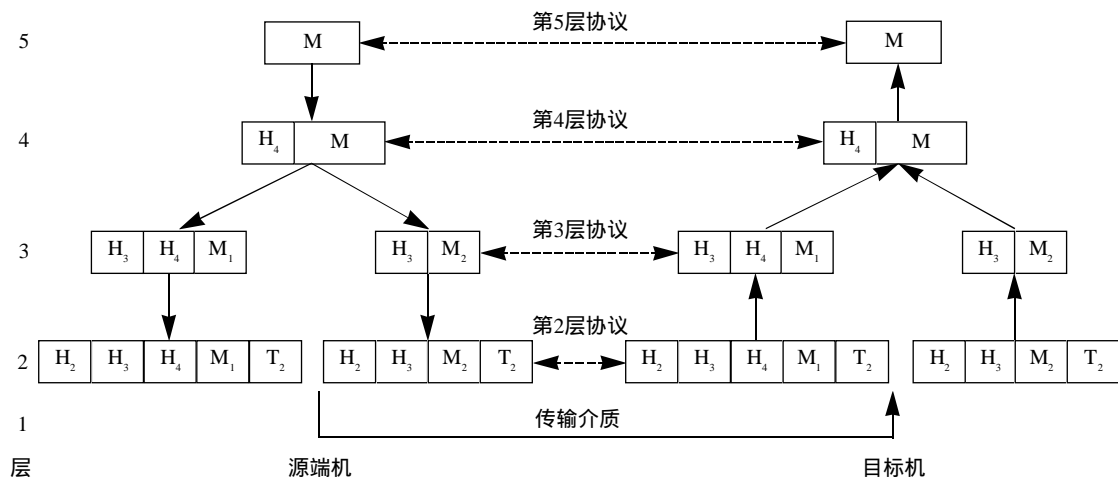 第5层协议
5 M M
第4层协议
4 H₄ M H₄ M
第3层协议
3 H₃ H₄ M₁ H₃ M₂ H₃ H₄ M₁ H₃ M₂
第2层协议
2 H₂ H₃ H₄ M₁ T₂ H₂ H₃ M₂ T₂ H₂ H₃ H₄ M₁ T₂ H₂ H₃ M₂ T₂
1 传输介质
层 源端机 目标机